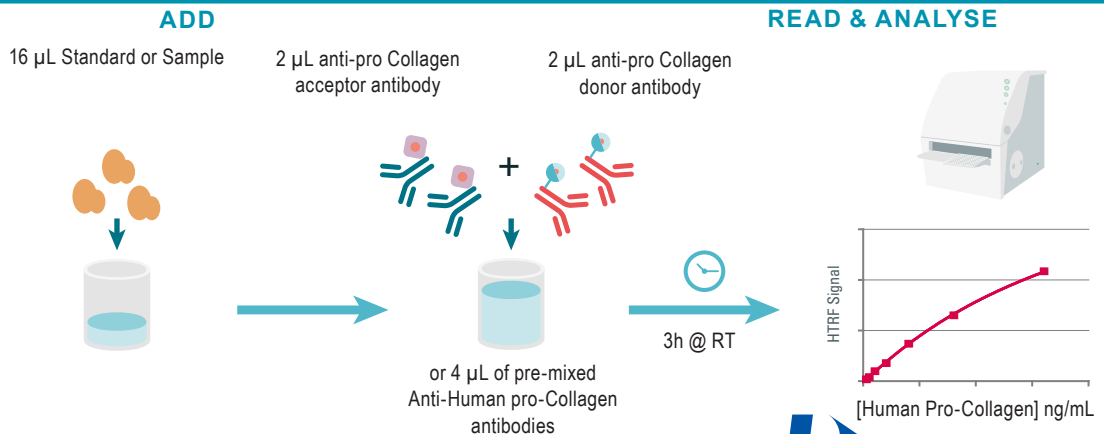 ADD
READ & ANALYSE
16 µL Standard or Sample
2 µL anti-pro Collagen
acceptor antibody
2 µL anti-pro Collagen
donor antibody
+
3h @ RT
or 4 µL of pre-mixed
Anti-Human pro-Collagen
antibodies
HTRF Signal
[Human Pro-Collagen] ng/mL